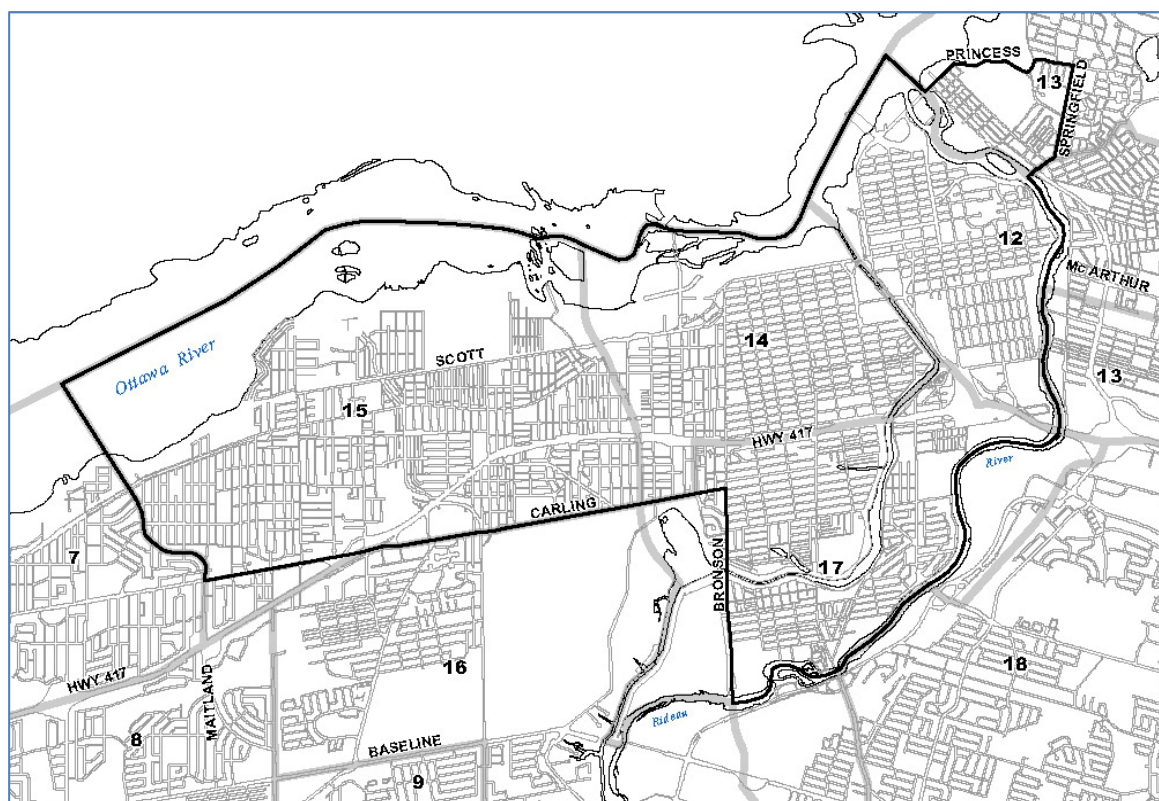 PRINCESS
13
SPRINGFIELD
12
McARTHUR
Ottawa River
14
SCOTT
13
15
HWY 417
River
CARLING
7
17
BRONSON
16
18
HWY 417
MAITLAND
Rideau
8
BASELINE
9